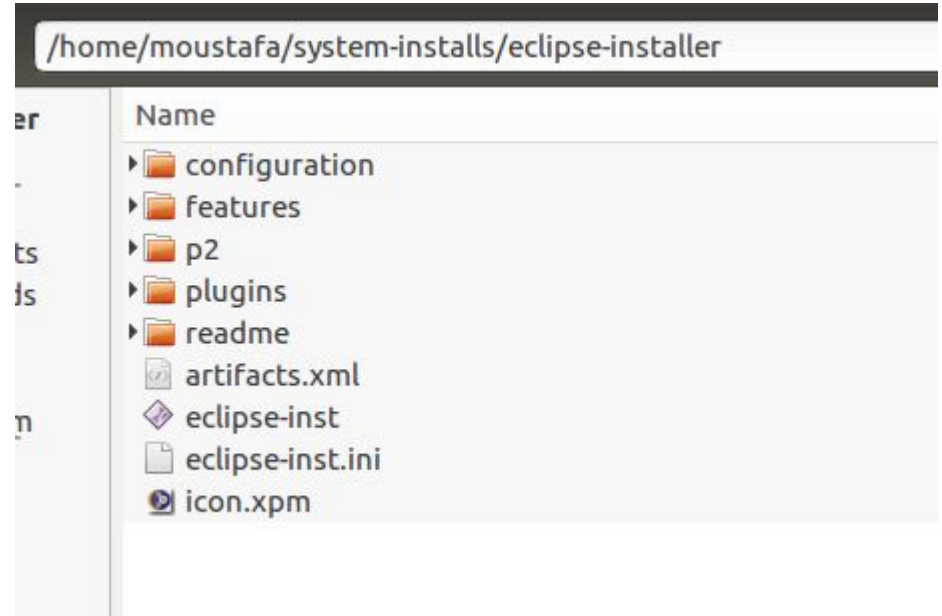 /home/moustafa/system-installs/eclipse-installer
Name
configuration
features
p2
plugins
readme
artifacts.xml
eclipse-inst
eclipse-inst.ini
icon.xpm